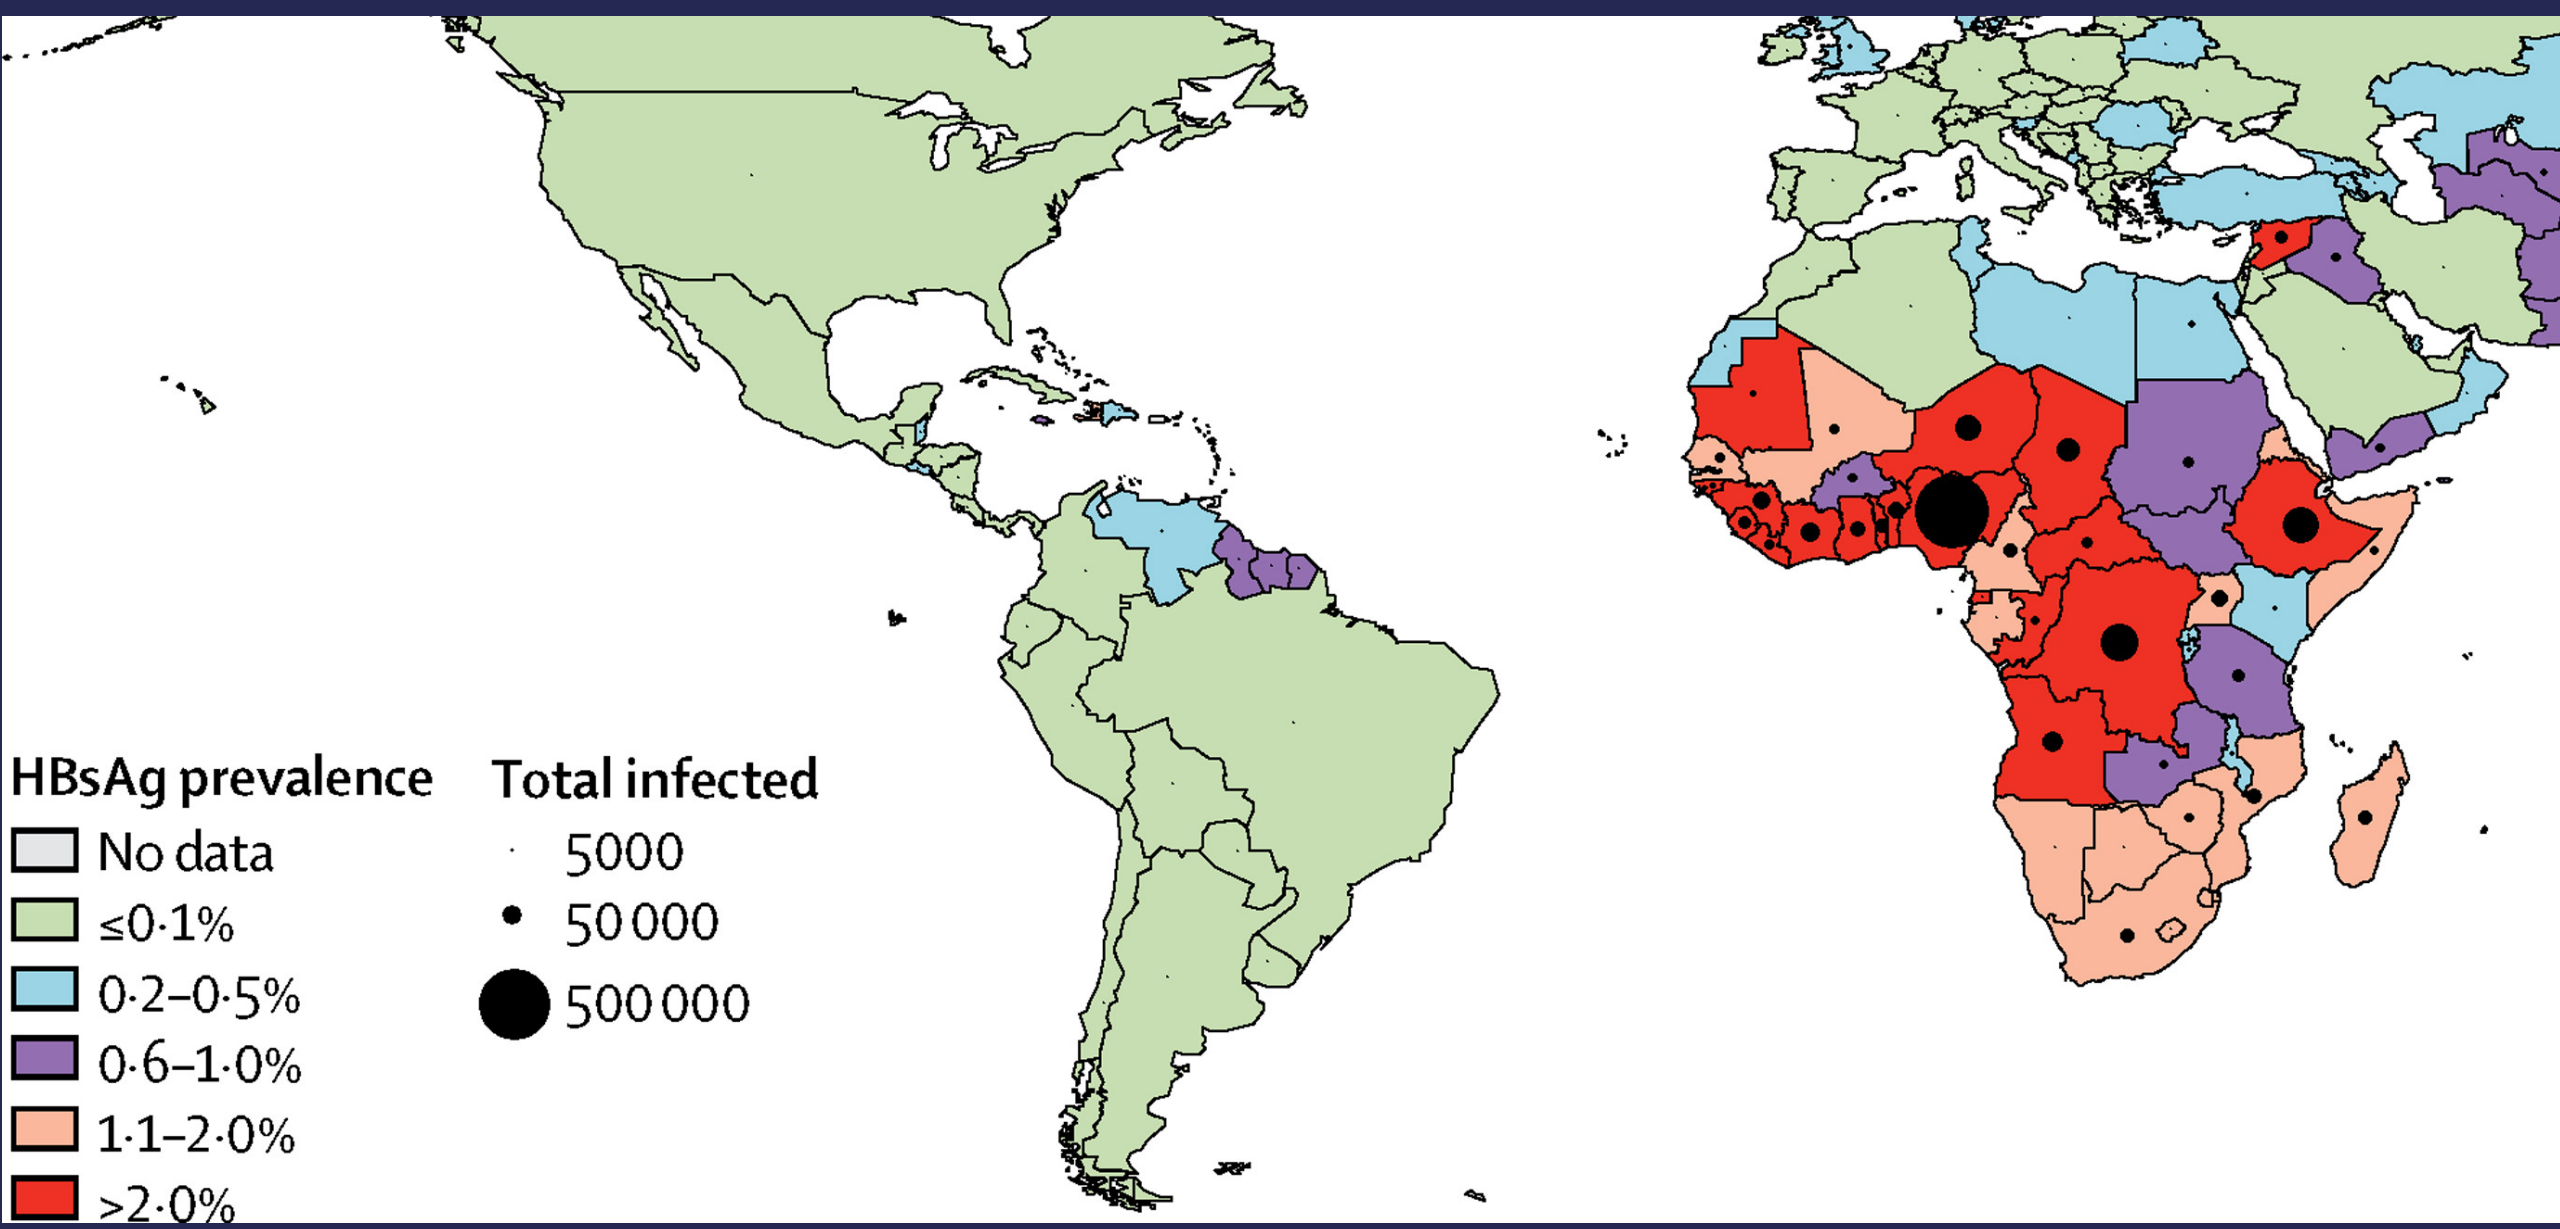 HBsAg prevalence
No data
≤0·1%
0·2–0·5%
0·6–1·0%
1·1–2·0%
>2·0%
Total infected
5000
50 000
500 000